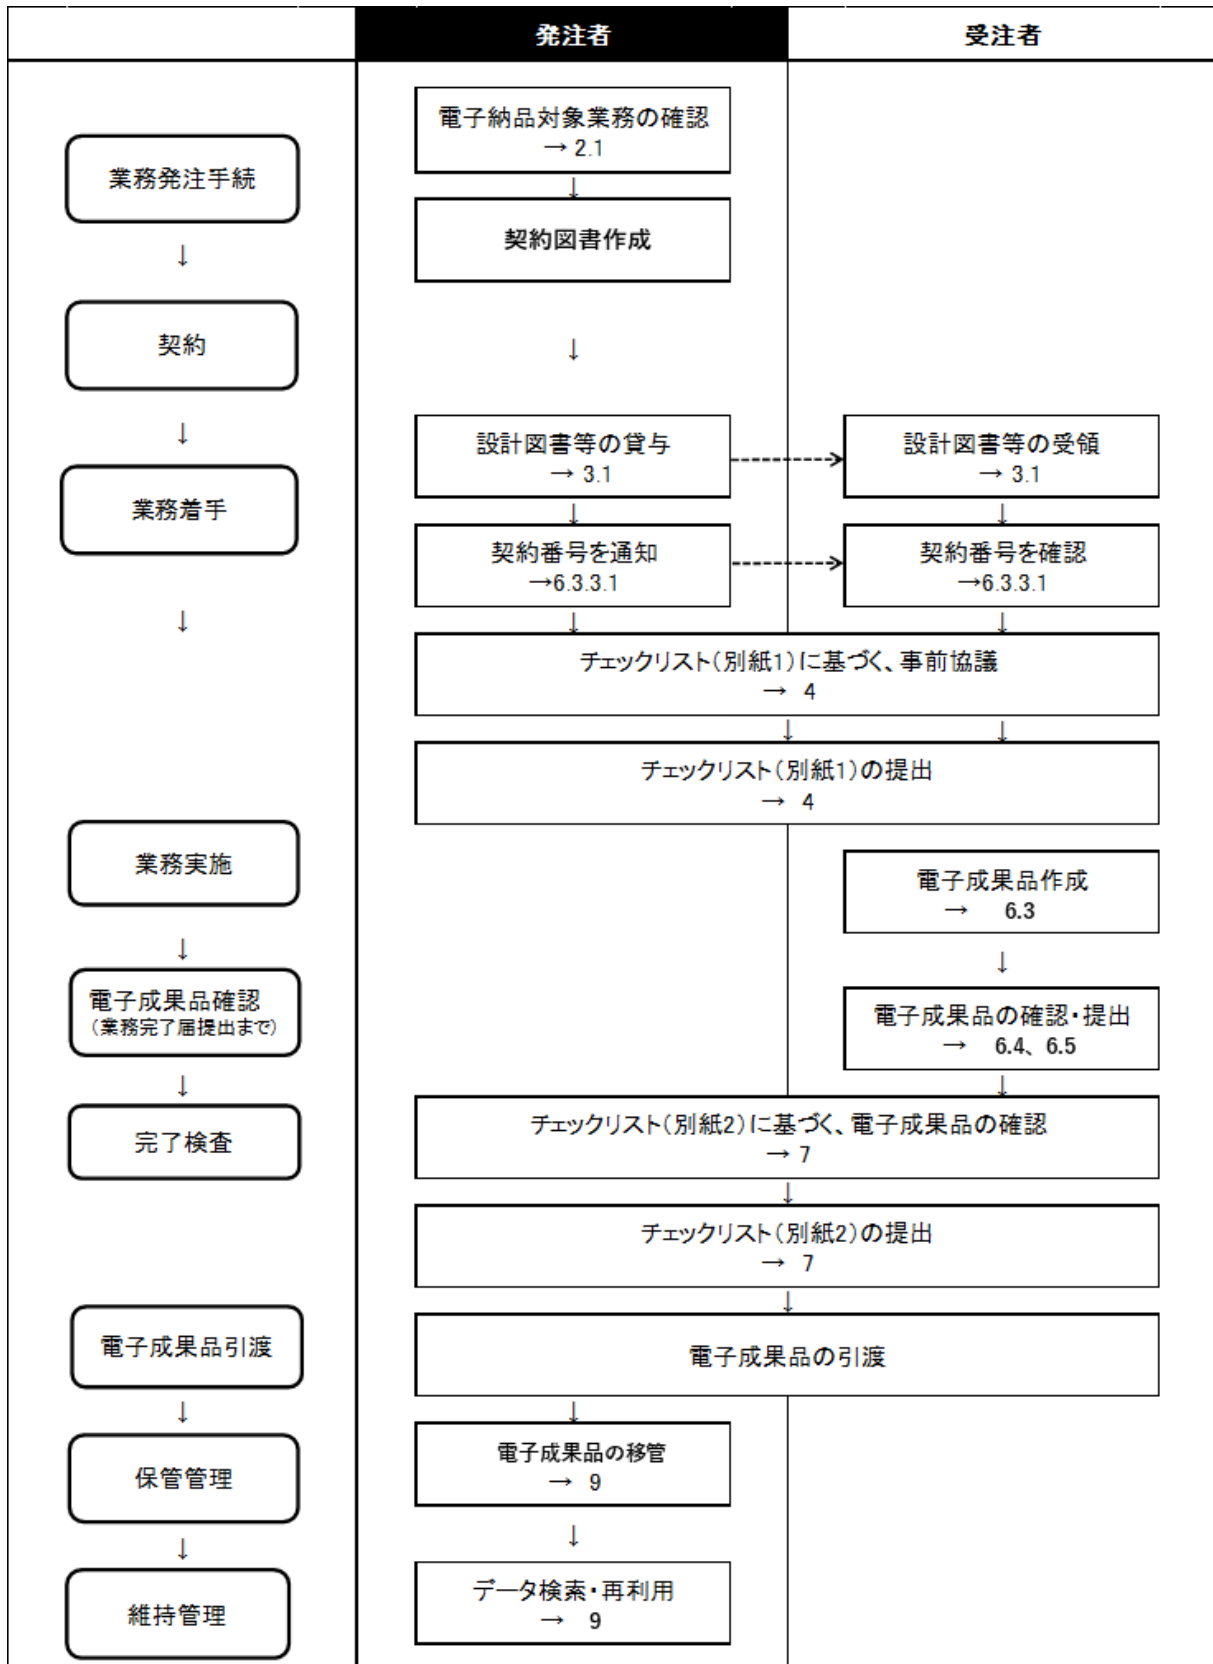 発注者
受注者
電子納品対象業務の確認
→ 2.1
業務発注手続
↓
契約図書作成
↓
契約
↓
↓
設計図書等の貸与
→ 3.1
設計図書等の受領
→ 3.1
業務着手
↓
↓
契約番号を通知
→6.3.3.1
契約番号を確認
→6.3.3.1
↓
↓
↓
チェックリスト（別紙1）に基づく、事前協議
→ 4
↓
↓
チェックリスト（別紙1）の提出
→ 4
業務実施
電子成果品作成
→ 6.3
↓
↓
電子成果品確認
（業務完了届提出まで）
電子成果品の確認・提出
→ 6.4、6.5
↓
↓
完了検査
チェックリスト（別紙2）に基づく、電子成果品の確認
→ 7
↓
チェックリスト（別紙2）の提出
→ 7
↓
電子成果品引渡
電子成果品の引渡
↓
↓
保管管理
電子成果品の移管
→ 9
↓
↓
維持管理
データ検索・再利用
→ 9